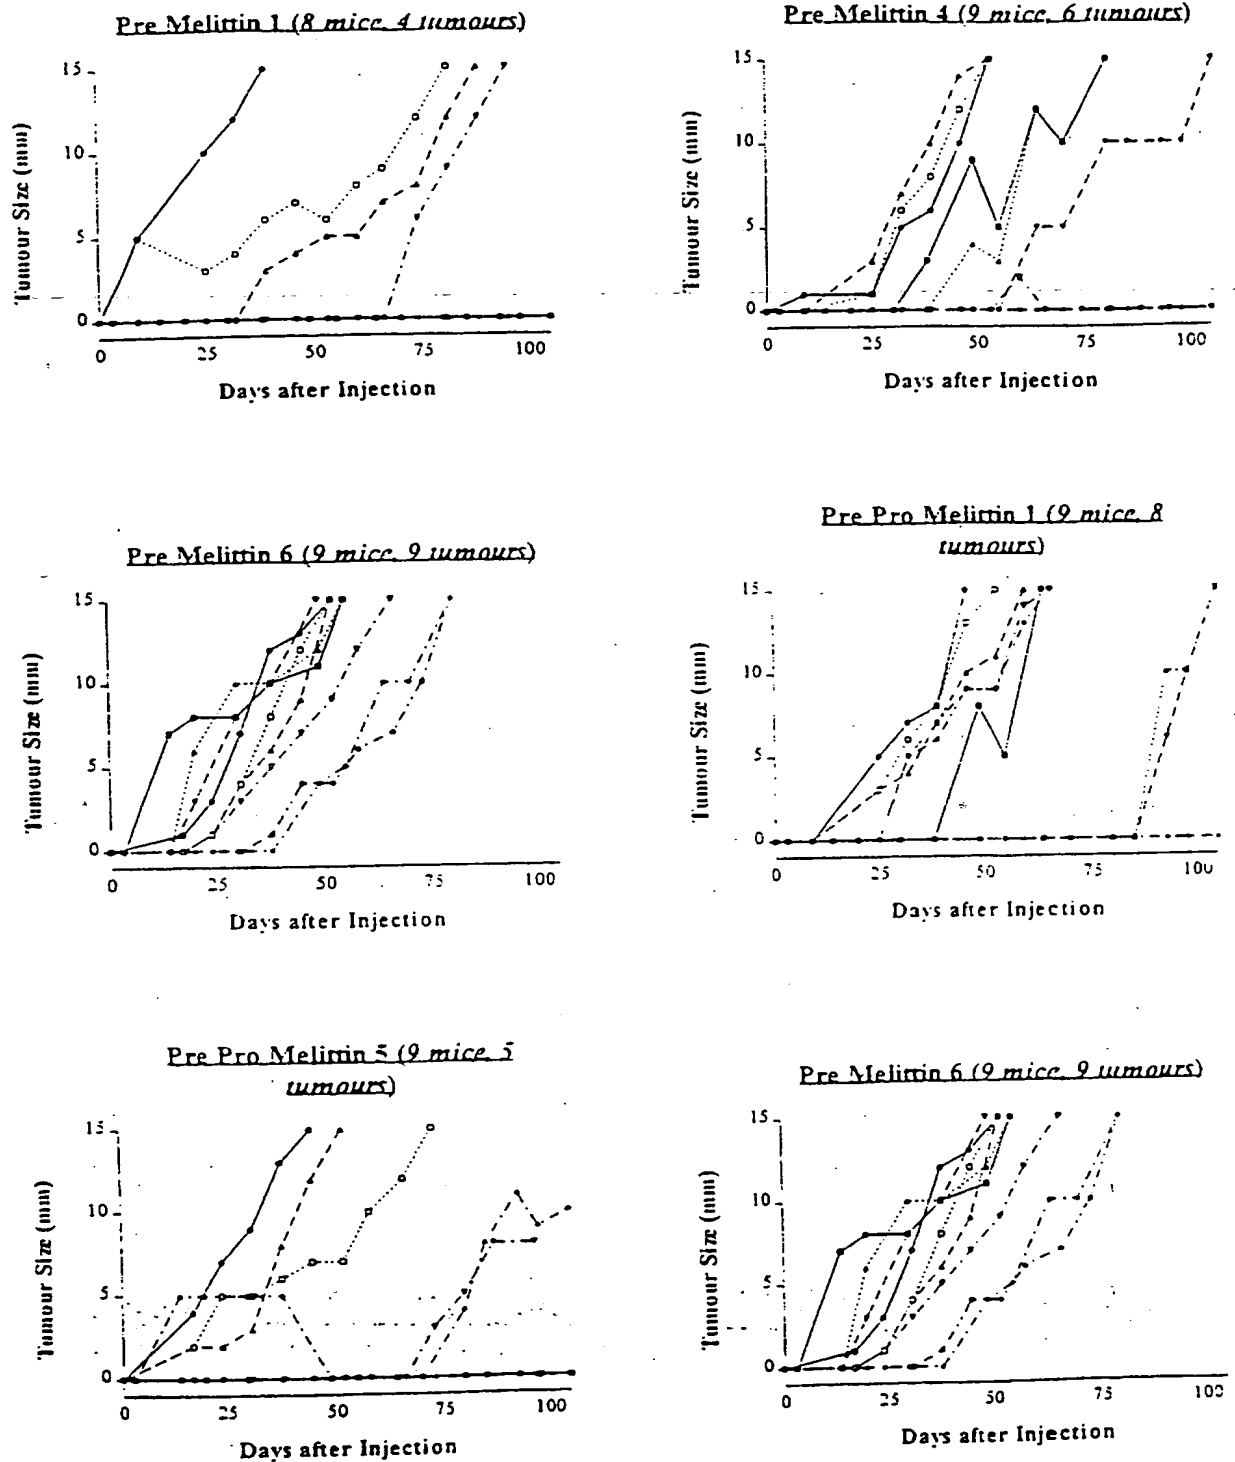 Pre Melittin 1 (8 mice, 4 tumours)
Tumour Size (mm)
15
10
5
0
0 25 50 75 100
Days after Injection
Pre Melittin 4 (9 mice, 6 tumours)
Tumour Size (mm)
15
10
5
0
0 25 50 75 100
Days after Injection
Pre Melittin 6 (9 mice, 9 tumours)
Tumour Size (mm)
15
10
5
0
0 25 50 75 100
Days after Injection
Pre Pro Melittin 1 (9 mice, 8
tumours)
Tumour Size (mm)
15
10
5
0
0 25 50 75 100
Days after Injection
Pre Pro Melittin 5 (9 mice, 5
tumours)
Tumour Size (mm)
15
10
5
0
0 25 50 75 100
Days after Injection
Pre Melittin 6 (9 mice, 9 tumours)
Tumour Size (mm)
15
10
5
0
0 25 50 75 100
Days after Injection